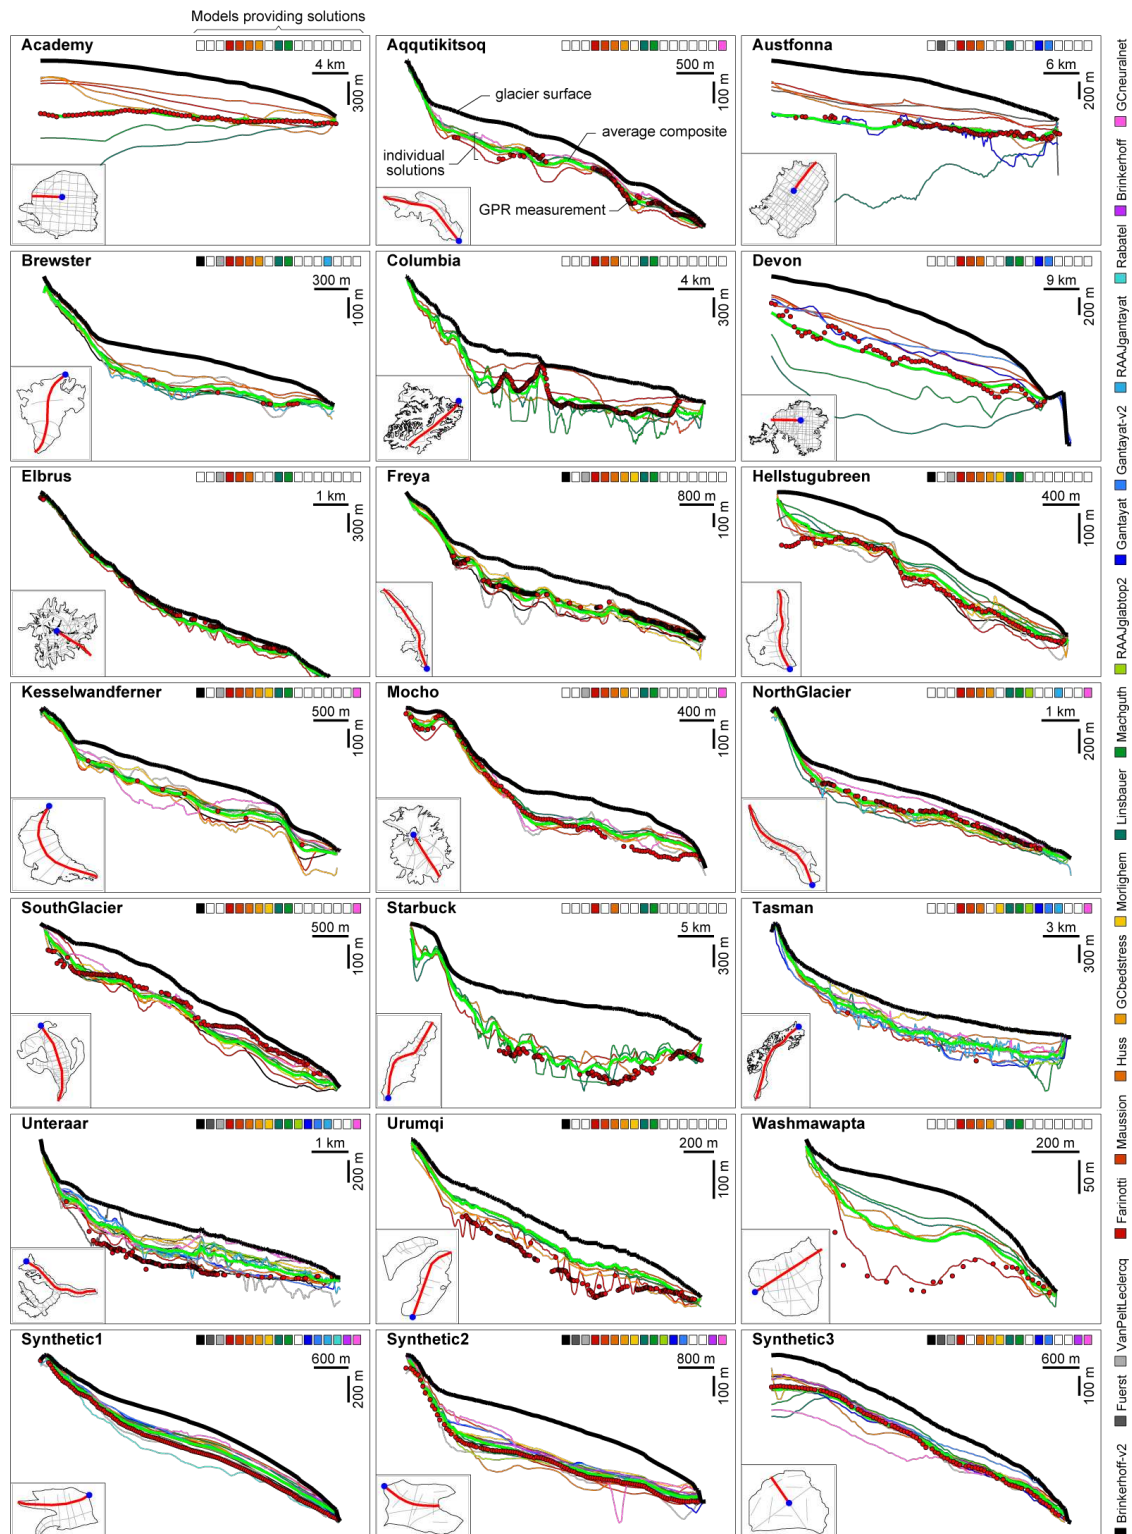 Models providing solutions
Academy
4 km
300 m
Aqqutikitsoq
500 m
100 m
glacier surface
average composite
individual
solutions
GPR measurement
Austfonna
6 km
200 m
Brewster
300 m
100 m
Columbia
4 km
300 m
Devon
9 km
200 m
Elbrus
1 km
300 m
Freya
800 m
100 m
Hellstugubreen
400 m
100 m
Kesselwandferner
500 m
100 m
Mocho
400 m
100 m
NorthGlacier
1 km
200 m
SouthGlacier
500 m
100 m
Starbuck
5 km
300 m
Tasman
3 km
300 m
Unteraar
1 km
200 m
Urumqi
200 m
100 m
Washmawapta
200 m
50 m
Synthetic1
600 m
200 m
Synthetic2
800 m
100 m
Synthetic3
600 m
100 m
Brinkerhoff-v2
Fuerst
VanPeltLeclercq
Farinotti
Maussion
Huss
GCbedstress
Morlighem
Linsbauer
Machguth
RAAJglabtop2
Gantayat
Gantayat-v2
RAAJgantayat
Rabatel
Brinkerhoff
GCneuralnet